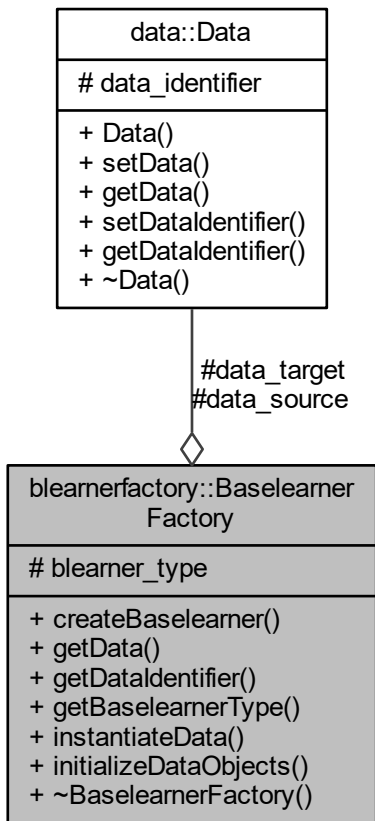 data::Data
# data_identifier
+ Data()
+ setData()
+ getData()
+ setDataIdentifier()
+ getDataIdentifier()
+ ~Data()
#data_target
#data_source
blearnerfactory::Baselearner
Factory
# blearner_type
+ createBaselearner()
+ getData()
+ getDataIdentifier()
+ getBaselearnerType()
+ instantiateData()
+ initializeDataObjects()
+ ~BaselearnerFactory()